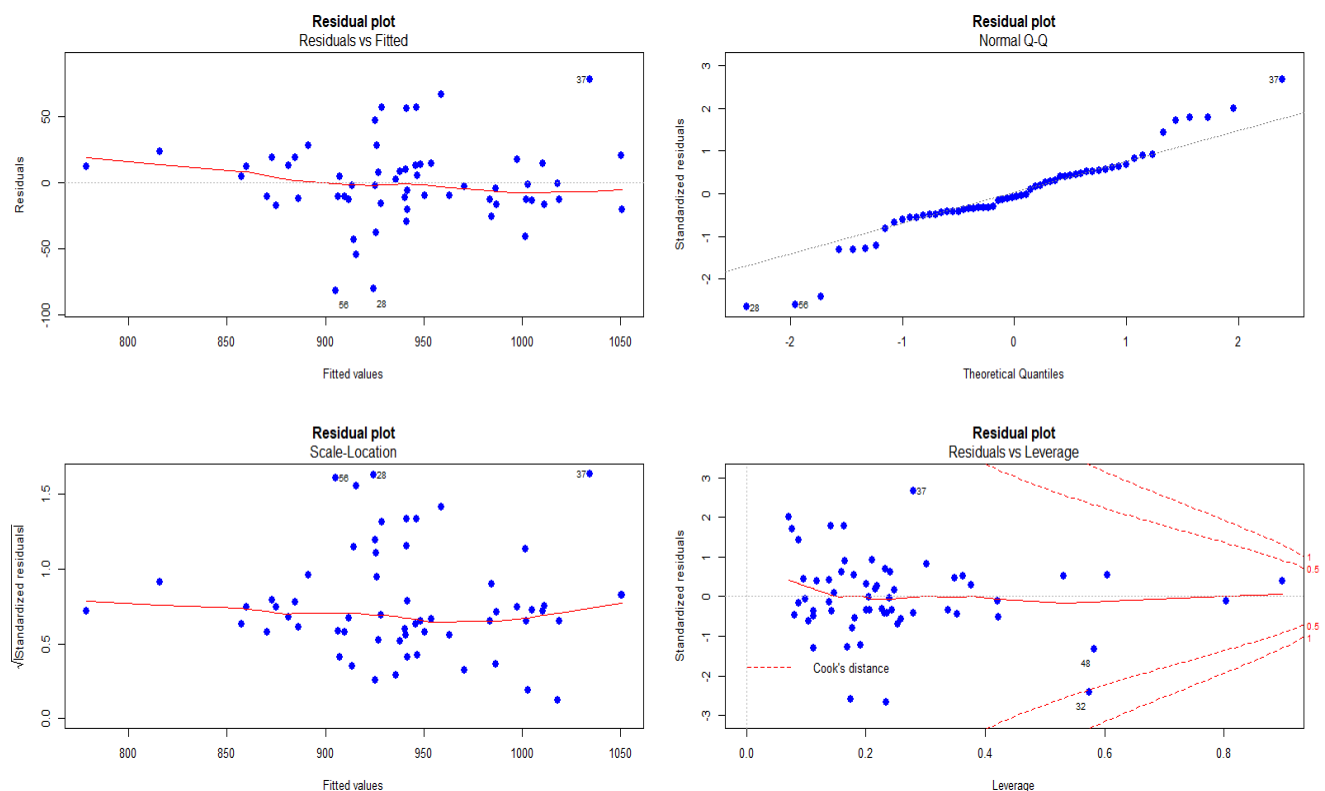 Residual plot
Residuals vs Fitted
Residuals
50
0
-50
-100
37
56
28
800 850 900 950 1000 1050
Fitted values
Residual plot
Normal Q-Q
Standardized residuals
3
2
1
0
-1
-2
37
28
56
-2 -1 0 1 2
Theoretical Quantiles
Residual plot
Scale-Location
√|Standardized residuals|
1.5
1.0
0.5
0.0
56
28
37
800 850 900 950 1000 1050
Fitted values
Residual plot
Residuals vs Leverage
Standardized residuals
3
2
1
0
-1
-2
-3
37
1
0.5
0.5
1
48
Cook's distance
32
0.0 0.2 0.4 0.6 0.8
Leverage